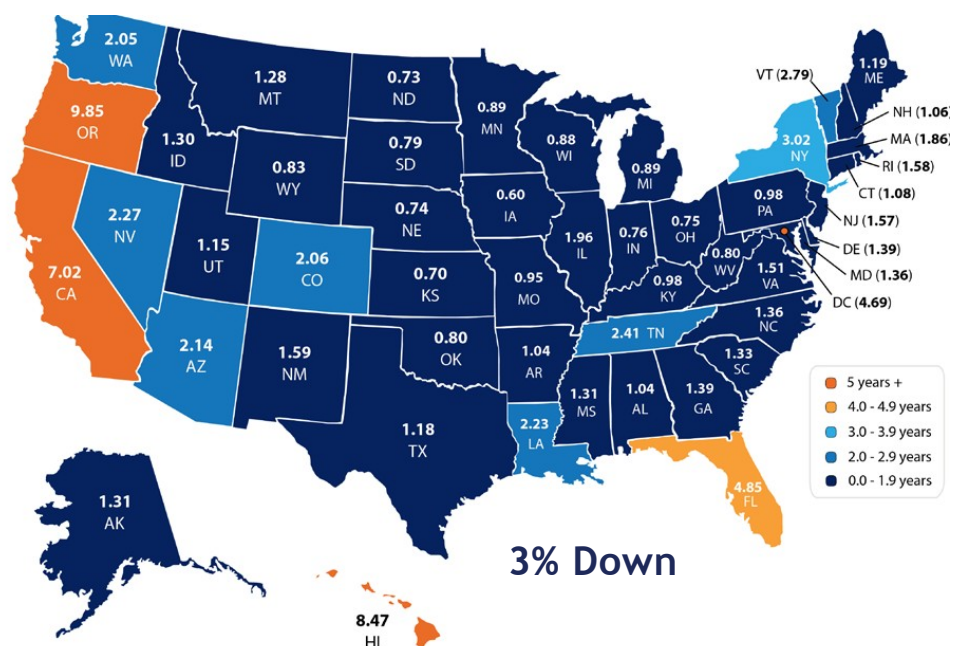 2.05
WA
9.85
OR
7.02
CA
2.27
NV
1.30
ID
1.28
MT
0.83
WY
1.15
UT
2.06
CO
2.14
AZ
1.59
NM
0.73
ND
0.79
SD
0.74
NE
0.70
KS
0.80
OK
1.18
TX
0.89
MN
0.60
IA
0.95
MO
1.04
AR
2.23
LA
0.88
WI
1.96
IL
0.89
MI
0.76
IN
0.75
OH
0.98
KY
2.41 TN
1.31
MS
1.04
AL
1.39
GA
4.85
FL
1.33
SC
1.36
NC
1.51
VA
0.80
WV
0.98
PA
3.02
NY
VT (2.79)
1.19
ME
NH (1.06)
MA (1.86)
RI (1.58)
CT (1.08)
NJ (1.57)
DE (1.39)
MD (1.36)
DC (4.69)
5 years +
4.0 - 4.9 years
3.0 - 3.9 years
2.0 - 2.9 years
0.0 - 1.9 years
1.31
AK
8.47
HI
3% Down